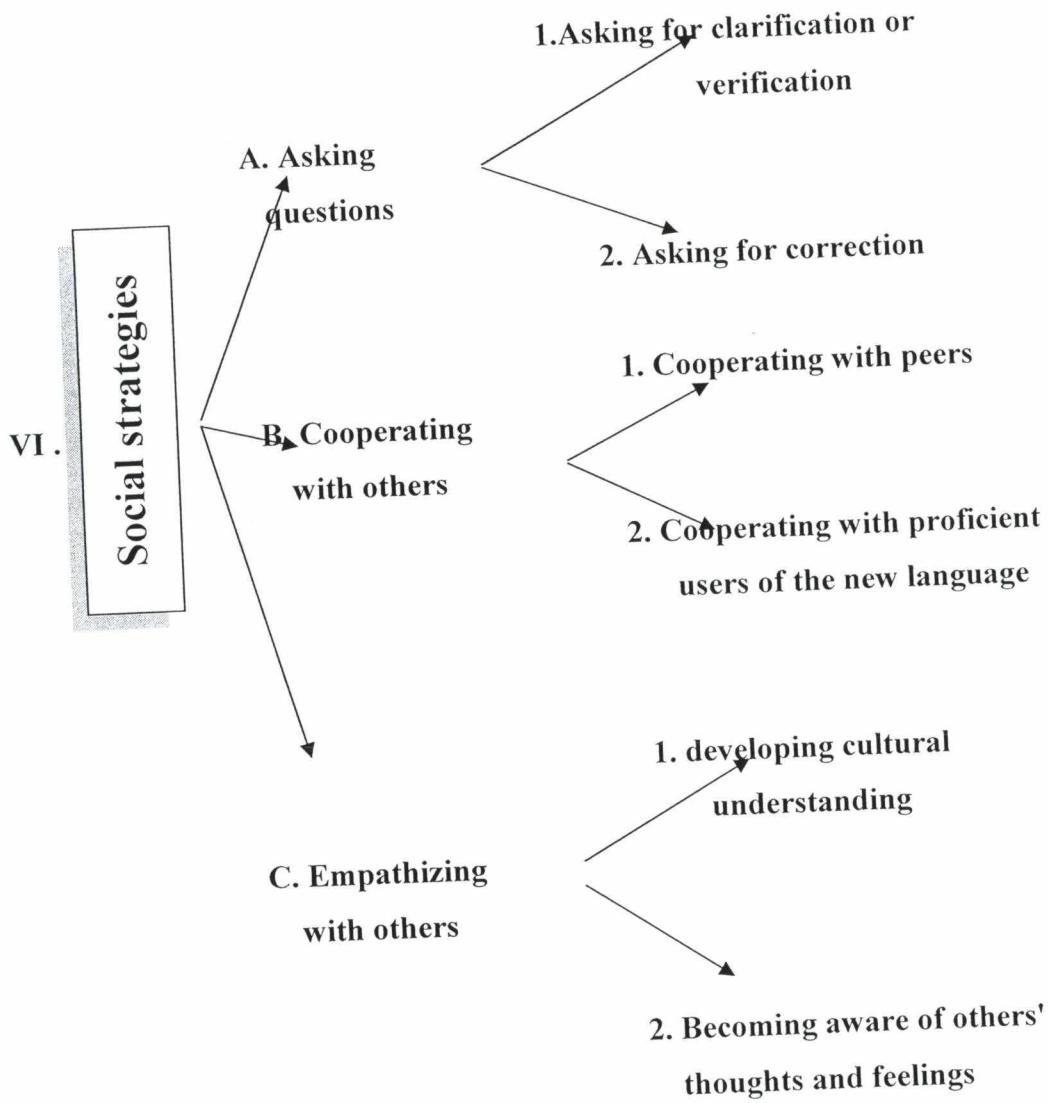 VI .
Social strategies
A. Asking
questions
1.Asking for clarification or
verification
2. Asking for correction
B. Cooperating
with others
1. Cooperating with peers
2. Cooperating with proficient
users of the new language
C. Empathizing
with others
1. developing cultural
understanding
2. Becoming aware of others'
thoughts and feelings